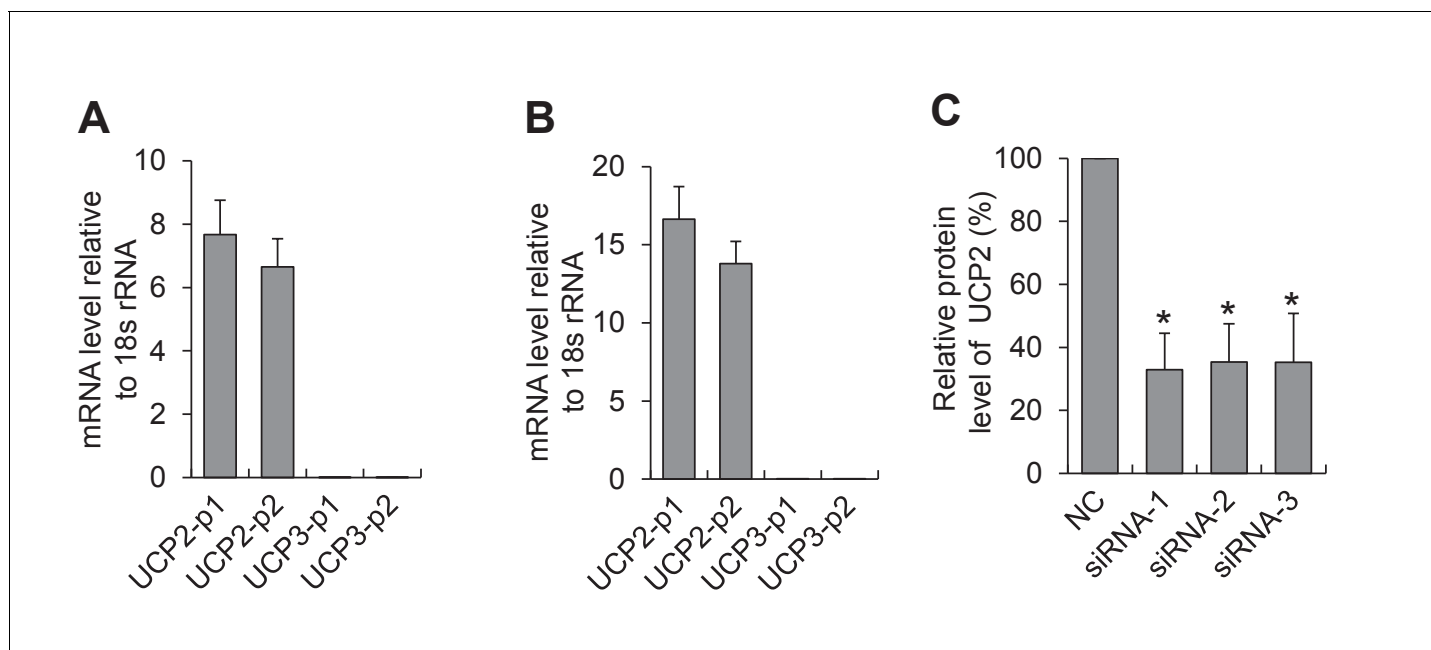 A
mRNA level relative
to 18s rRNA
10
8
6
4
2
0
UCP2-p1
UCP2-p2
UCP3-p1
UCP3-p2
B
mRNA level relative
to 18s rRNA
20
15
10
5
0
UCP2-p1
UCP2-p2
UCP3-p1
UCP3-p2
C
Relative protein
level of UCP2 (%)
100
80
60
40
20
0
*
*
*
NC
siRNA-1
siRNA-2
siRNA-3